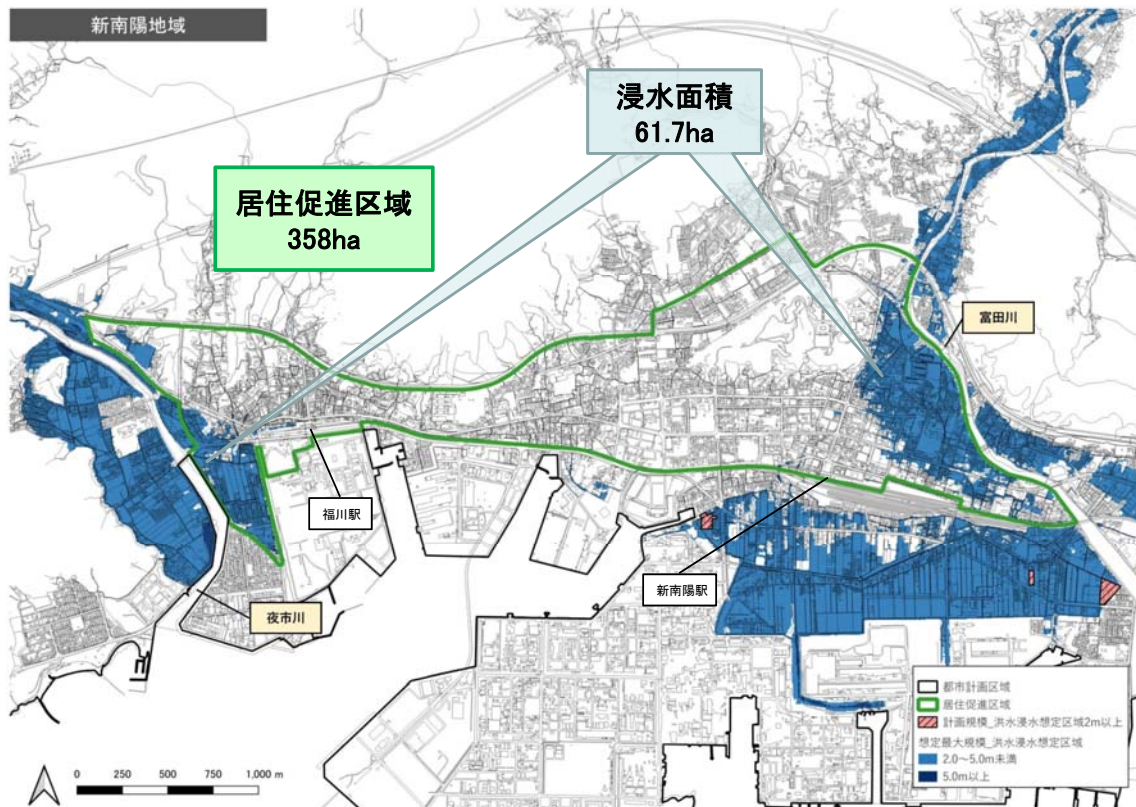 新南陽地域
浸水面積
61.7ha
居住促進区域
358ha
富田川
福川駅
新南陽駅
夜市川
都市計画区域
居住促進区域
計画規模_洪水浸水想定区域2m以上
想定最大規模_洪水浸水想定区域
2.0～5.0m未満
5.0m以上
0 250 500 750 1,000 m